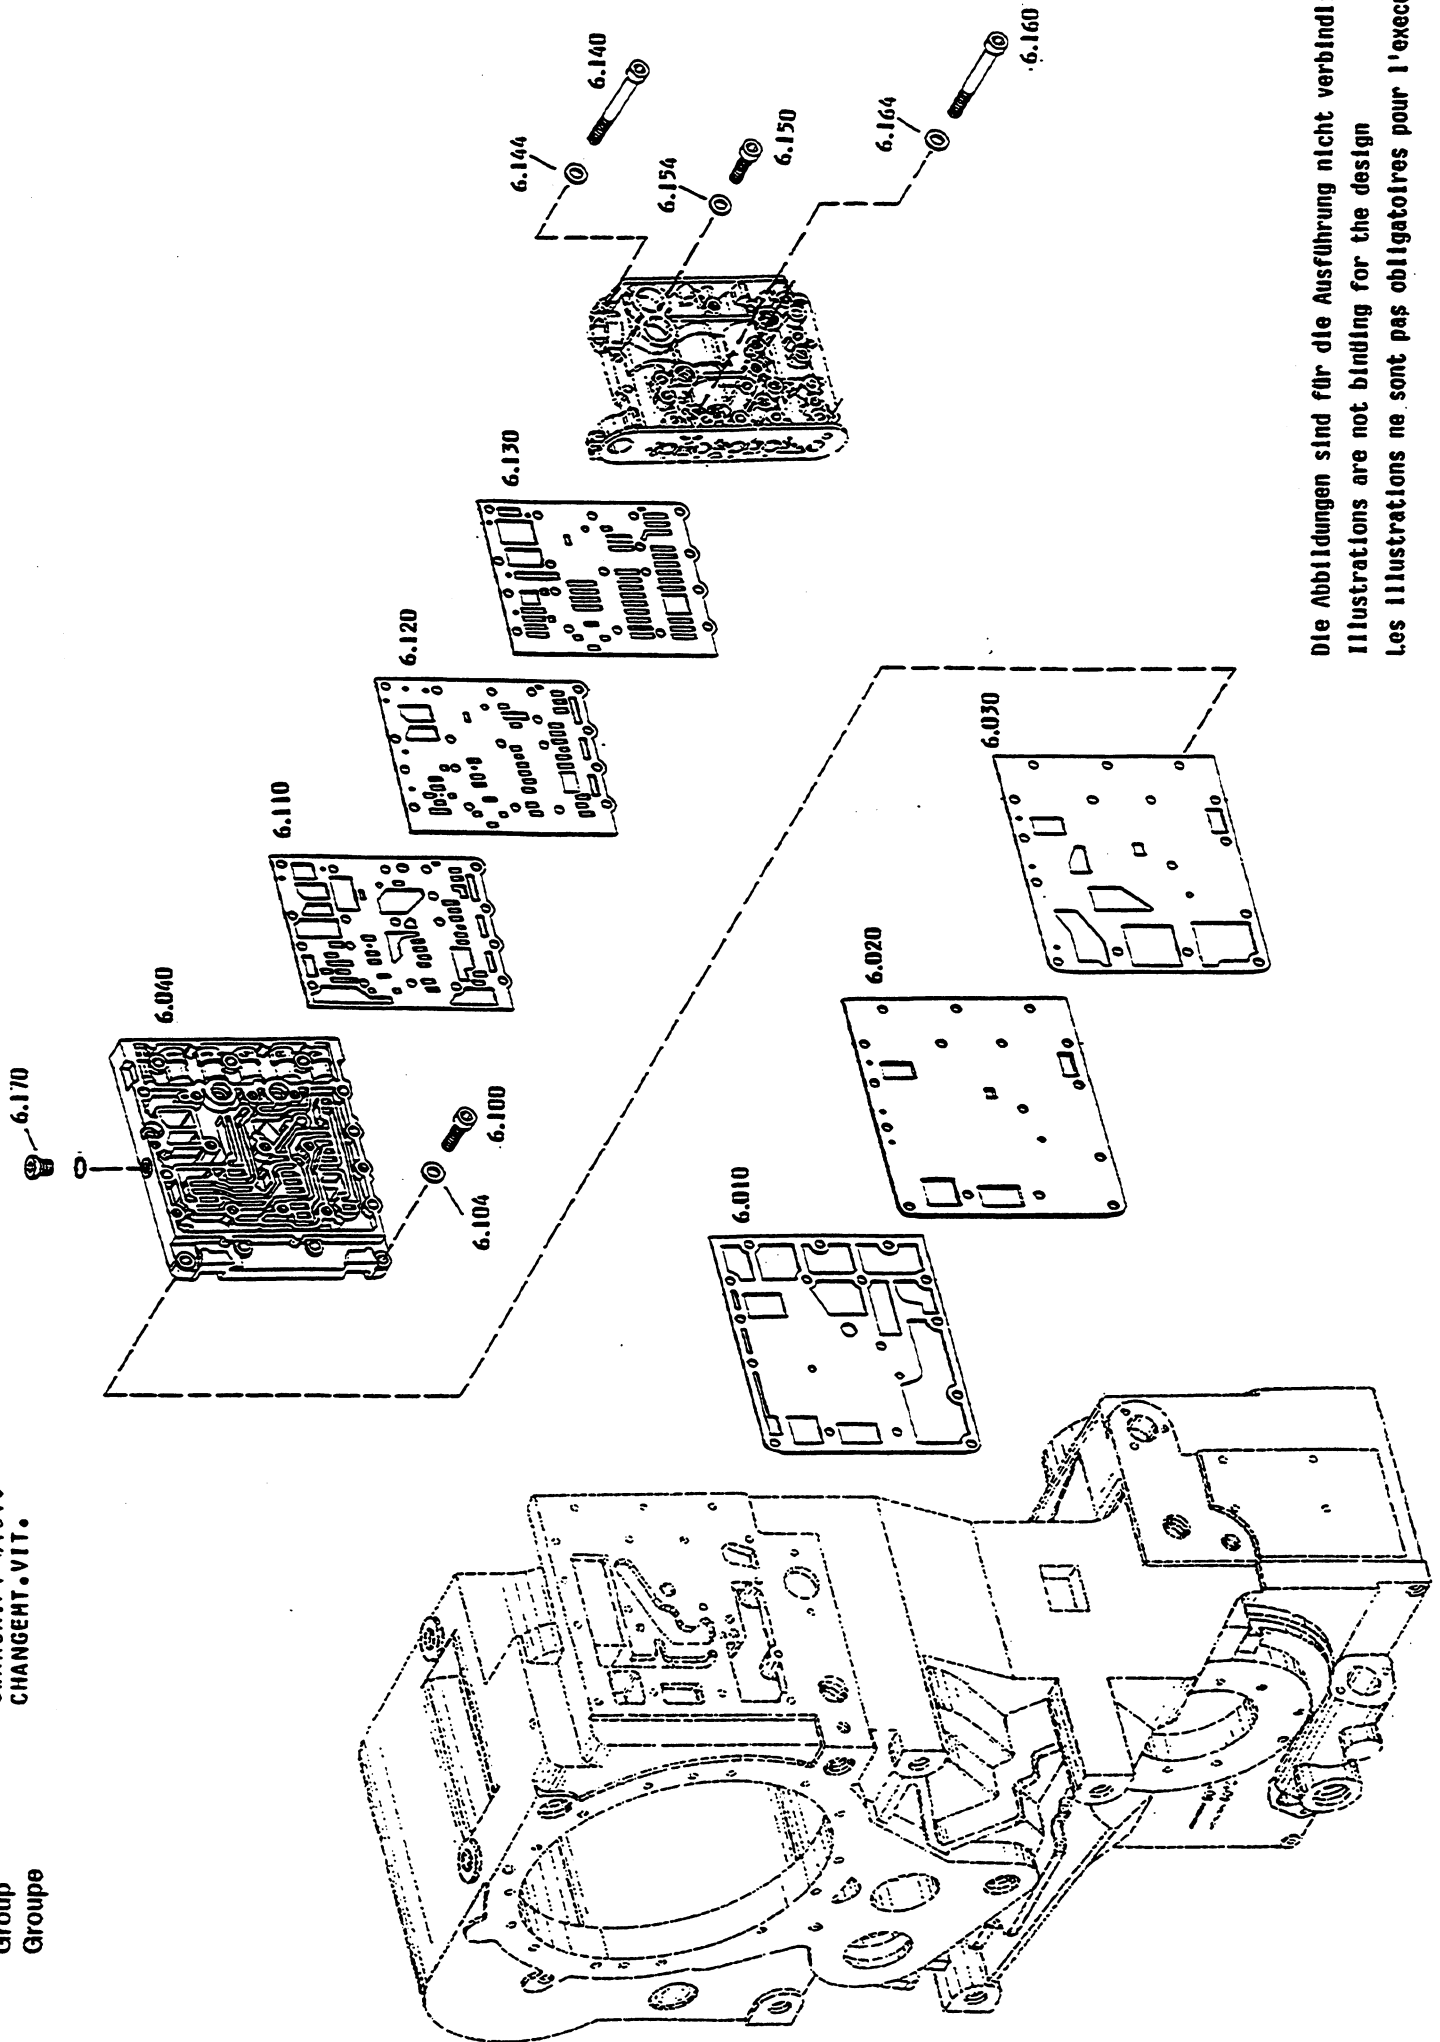 Group
Groupe
CHANGEMT.VIT.
6.170
6.040
6.100
6.104
6.110
6.120
6.130
6.140
6.144
6.150
6.154
6.160
6.164
6.010
6.020
6.030
Die Abbildungen sind für die Ausführung nicht
Illustrations are not binding for the design
Les illustrations ne sont pas obligatoires pour